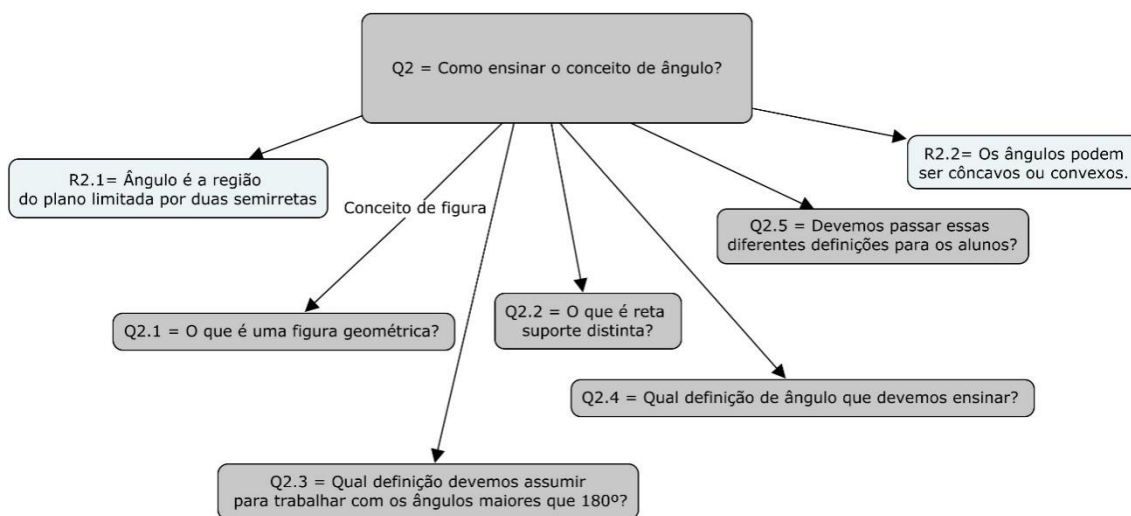 Q2 = Como ensinar o conceito de ângulo?
R2.1= Ângulo é a região
do plano limitada por duas semirretas
R2.2= Os ângulos podem
ser côncavos ou convexos.
Conceito de figura
Q2.5 = Devemos passar essas
diferentes definições para os alunos?
Q2.1 = O que é uma figura geométrica?
Q2.2 = O que é reta
suporte distinta?
Q2.4 = Qual definição de ângulo que devemos ensinar?
Q2.3 = Qual definição devemos assumir
para trabalhar com os ângulos maiores que 180º?